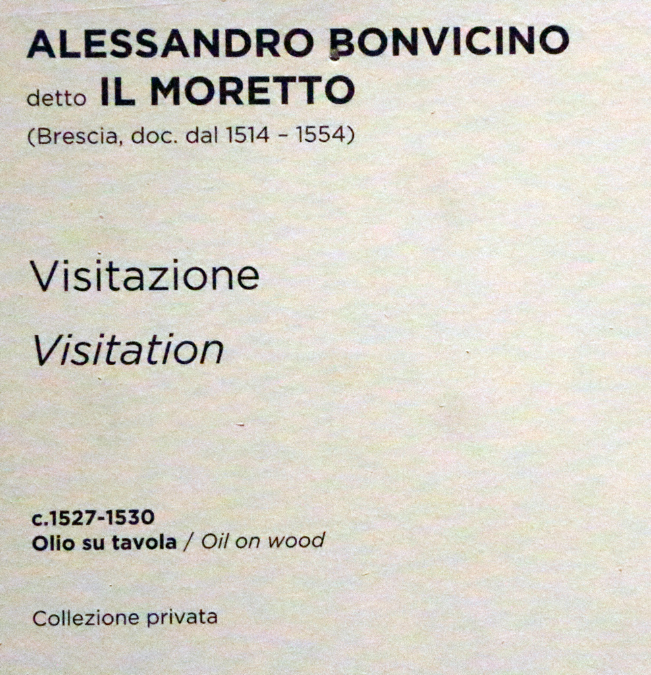 ALESSANDRO BONVICINO
detto IL MORETTO
(Brescia, doc. dal 1514 – 1554)
Visitazione
Visitation
c.1527-1530
Olio su tavola / Oil on wood
Collezione privata